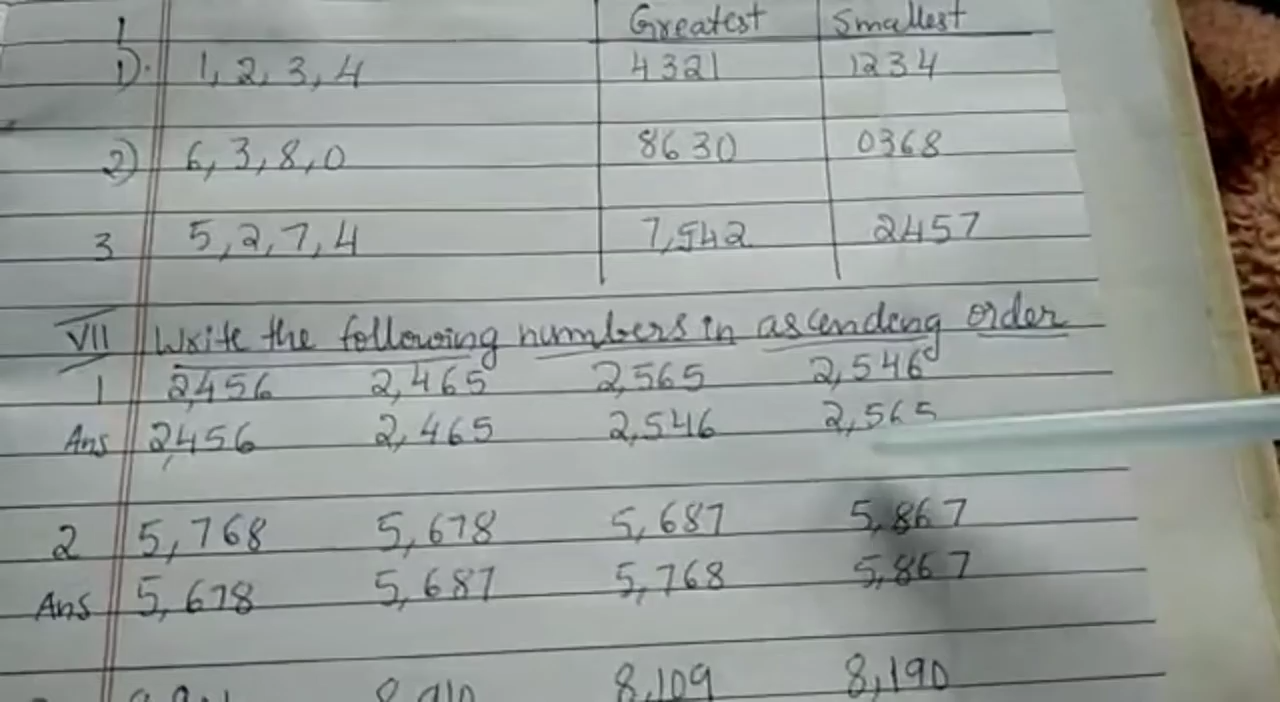 Greatest Smallest
1). 1, 2, 3, 4 4321 1234
2) 6, 3, 8, 0 8630 0368
3 5, 2, 7, 4 7,542 2457
VII Write the following numbers in ascending order
1 2,456 2,465 2,565 2,546
Ans 2,456 2,465 2,546 2,565
2 5,768 5,678 5,687 5,867
Ans 5,678 5,687 5,768 5,867
8,109 8,190